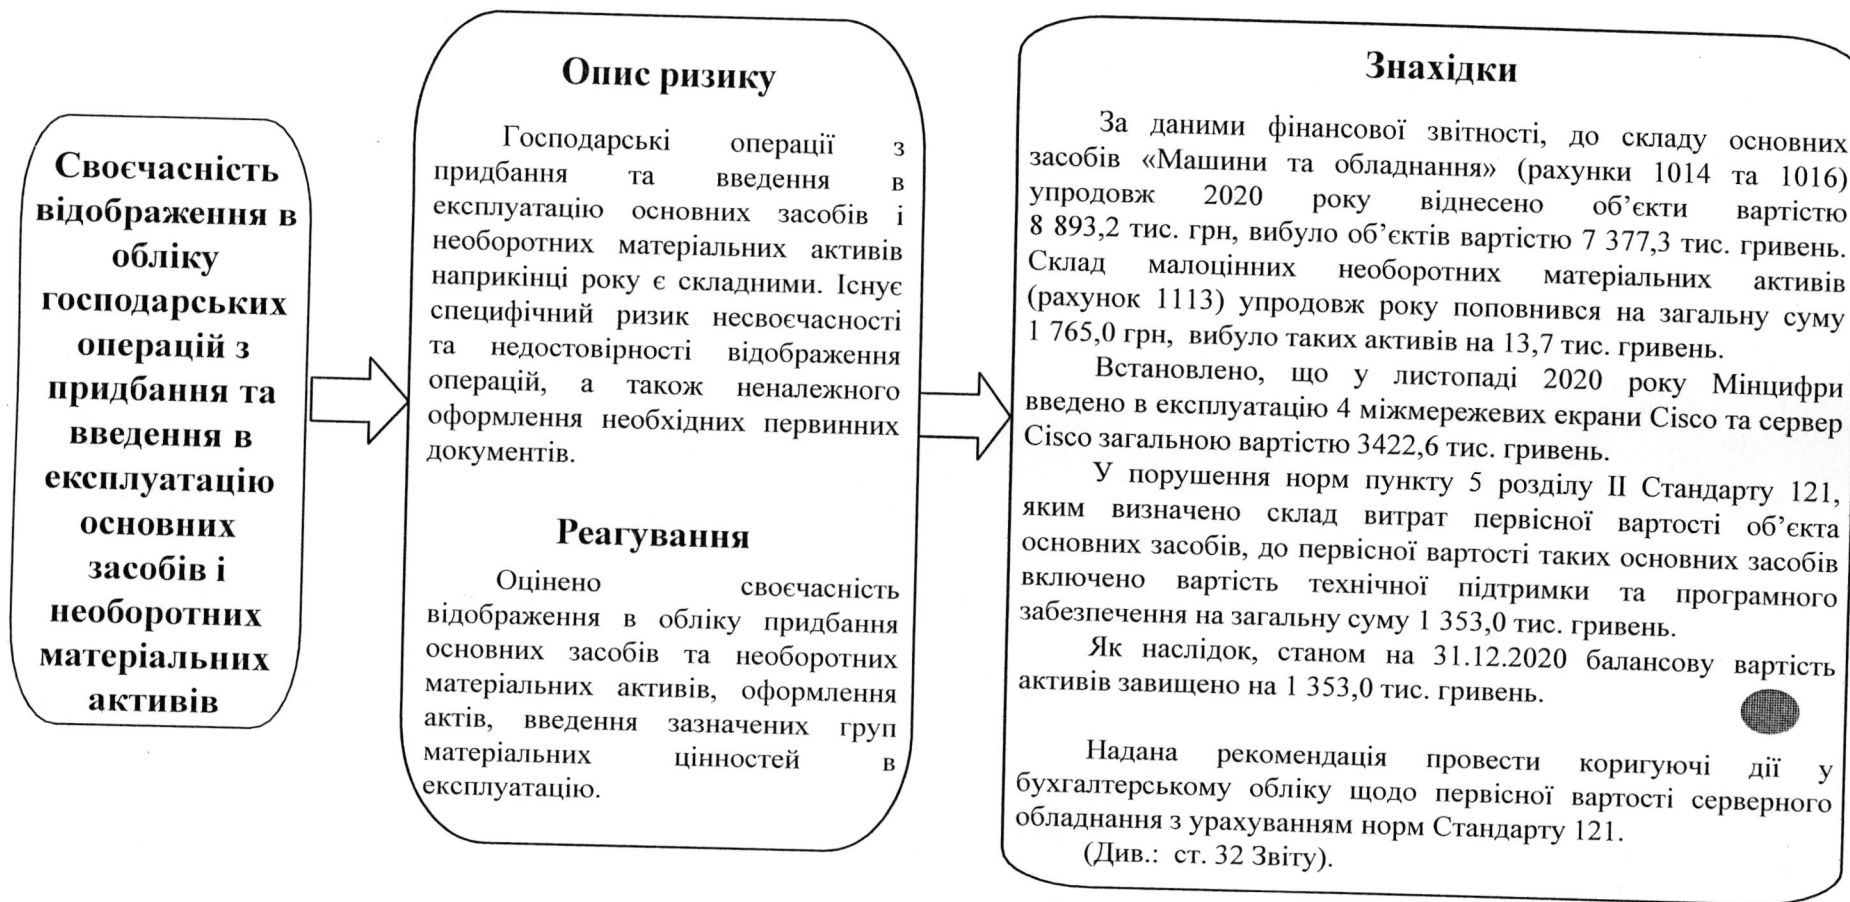 Своєчасність
відображення в
обліку
господарських
операцій з
придбання та
введення в
експлуатацію
основних
засобів і
необоротних
матеріальних
активів
Опис ризику
Господарські операції з
придбання та введення в
експлуатацію основних засобів і
необоротних матеріальних активів
наприкінці року є складними. Існує
специфічний ризик несвоєчасності
та недостовірності відображення
операцій, а також неналежного
оформлення необхідних первинних
документів.
Реагування
Оцінено своєчасність
відображення в обліку придбання
основних засобів та необоротних
матеріальних активів, оформлення
актів, введення зазначених груп
матеріальних цінностей в
експлуатацію.
Знахідки
За даними фінансової звітності, до складу основних
засобів «Машини та обладнання» (рахунки 1014 та 1016)
упродовж 2020 року віднесено об’єкти вартістю
8 893,2 тис. грн, вибуло об’єктів вартістю 7 377,3 тис. гривень.
Склад малоцінних необоротних матеріальних активів
(рахунок 1113) упродовж року поповнився на загальну суму
1 765,0 грн, вибуло таких активів на 13,7 тис. гривень.
Встановлено, що у листопаді 2020 року Мінцифри
введено в експлуатацію 4 міжмережевих екрани Cisco та сервер
Cisco загальною вартістю 3422,6 тис. гривень.
У порушення норм пункту 5 розділу II Стандарту 121,
яким визначено склад витрат первісної вартості об’єкта
основних засобів, до первісної вартості таких основних засобів
включено вартість технічної підтримки та програмного
забезпечення на загальну суму 1 353,0 тис. гривень.
Як наслідок, станом на 31.12.2020 балансову вартість
активів завищено на 1 353,0 тис. гривень.
Надана рекомендація провести коригуючі дії у
бухгалтерському обліку щодо первісної вартості серверного
обладнання з урахуванням норм Стандарту 121.
(Див.: ст. 32 Звіту).